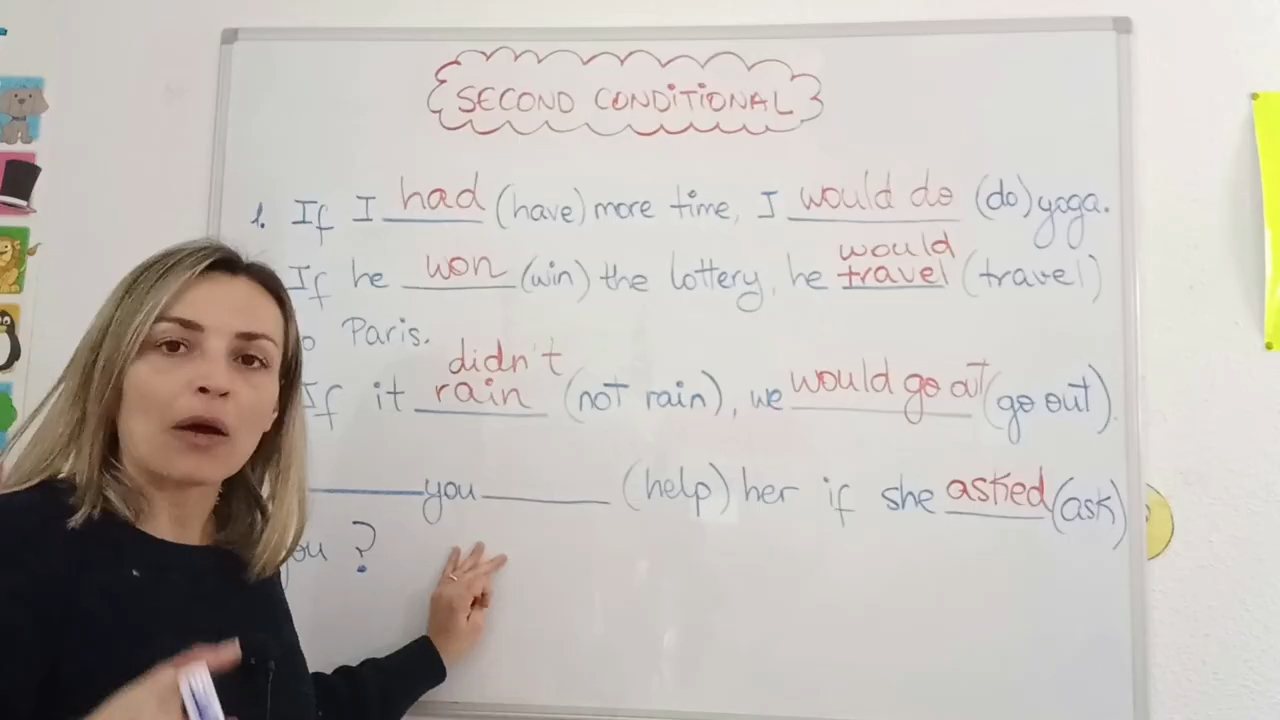 SECOND CONDITIONAL
1. If I had (have) more time, I would do (do) yoga.
If he won (win) the lottery, he would travel (travel)
Paris.
If it didn't rain (not rain), we would go out (go out).
you (help) her if she asked (ask)
?